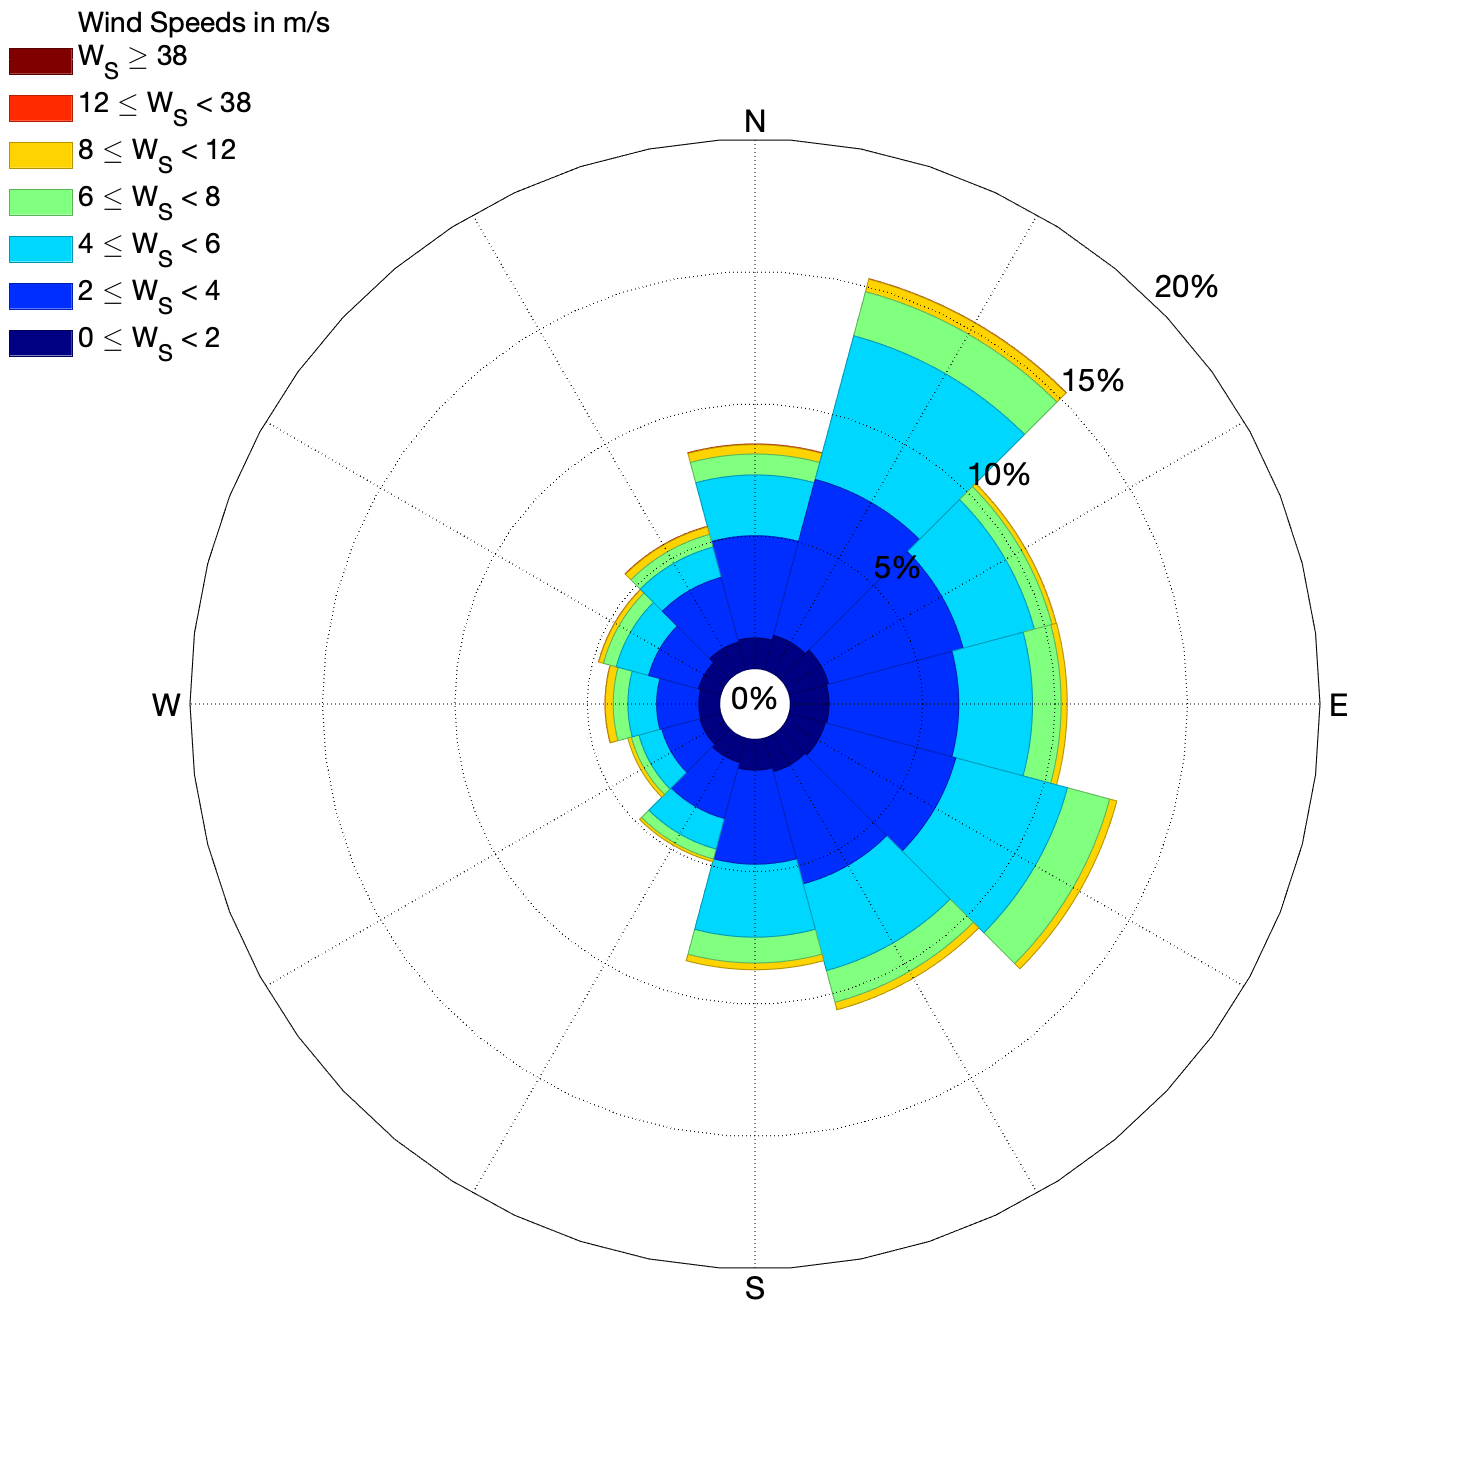 Wind Speeds in m/s
W_S ≥ 38
12 ≤ W_S < 38
8 ≤ W_S < 12
6 ≤ W_S < 8
4 ≤ W_S < 6
2 ≤ W_S < 4
0 ≤ W_S < 2
N
20%
15%
10%
5%
0%
W
E
S